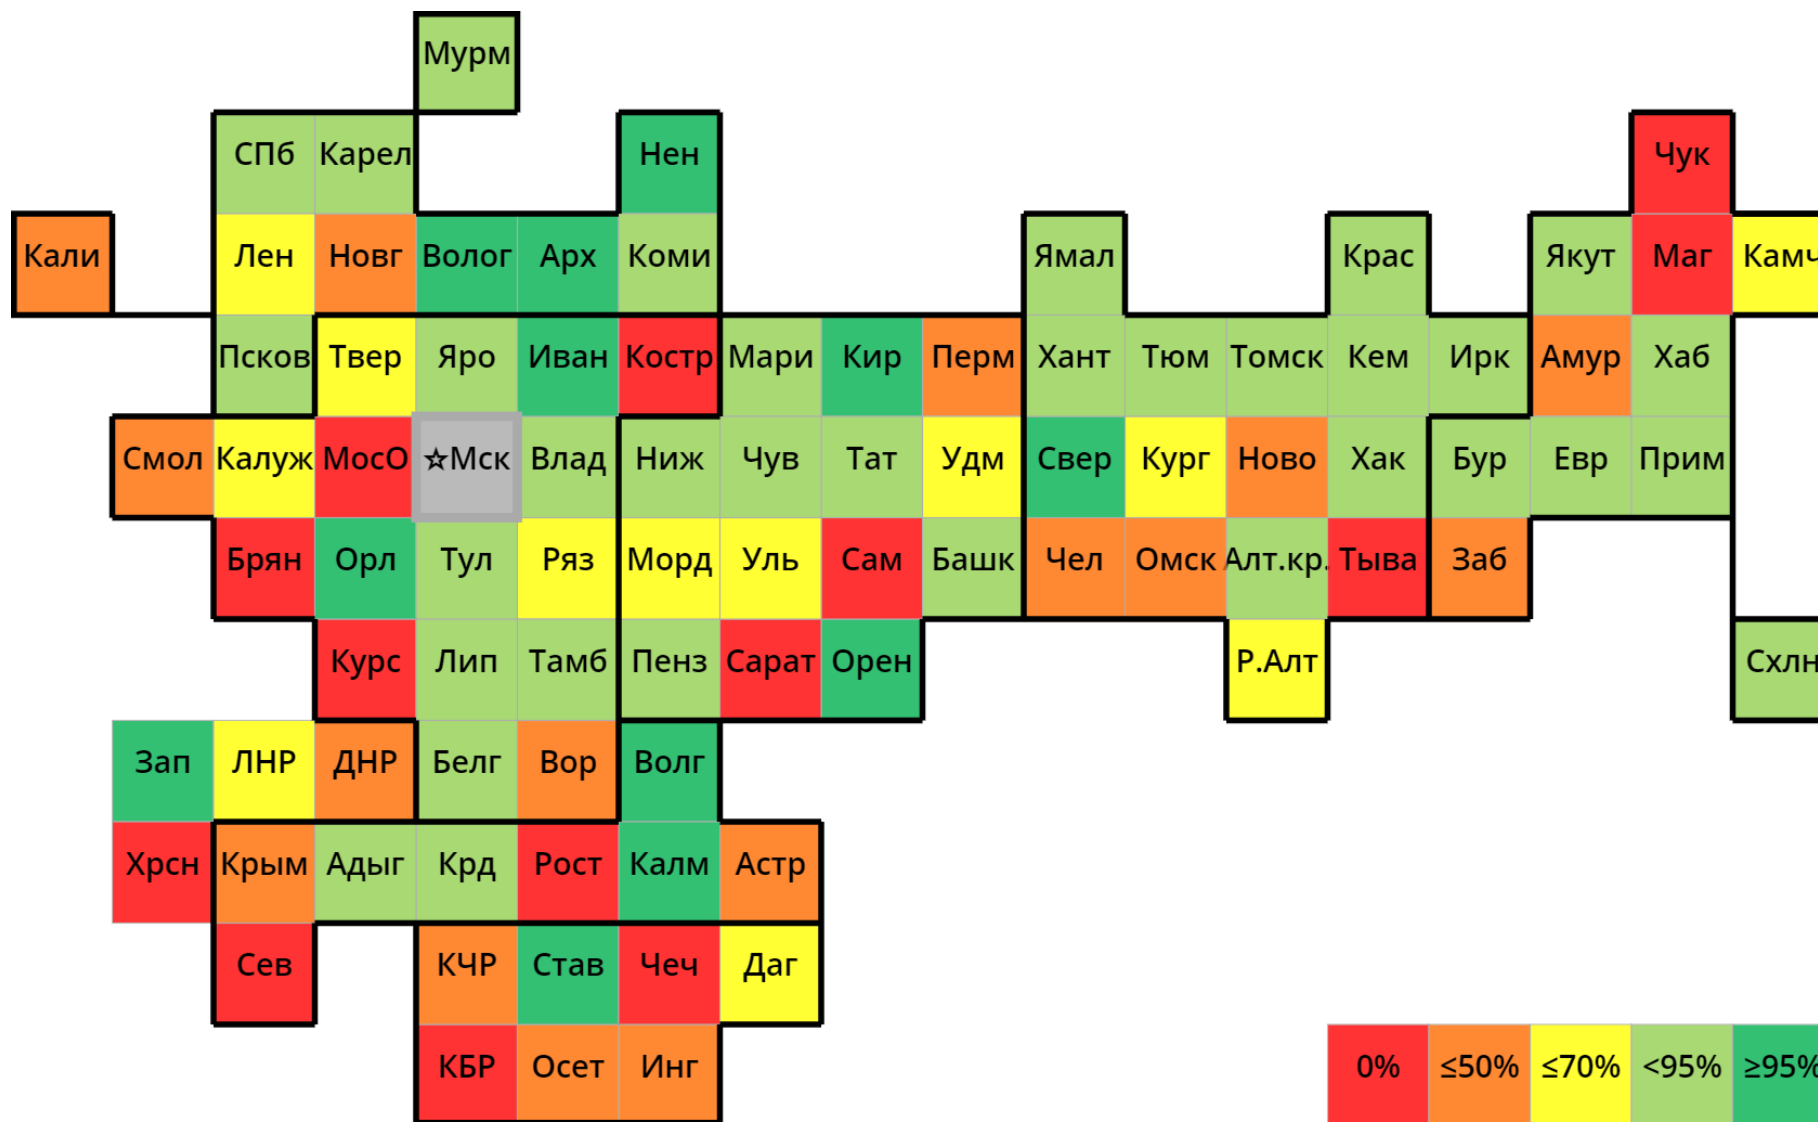 Мурм
СПб Карел Нен Чук
Кали Лен Новг Волог Арх Коми Ямал Крас Якут Маг Камч
Псков Твер Яро Иван Костр Мари Кир Перм Хант Тюм Томск Кем Ирк Амур Хаб
Смол Калуж МосО ☆Мск Влад Ниж Чув Тат Удм Свер Кург Ново Хак Бур Евр Прим
Брян Орл Тул Ряз Морд Уль Сам Башк Чел Омск Алт.кр. Тыва Заб
Курс Лип Тамб Пенз Сарат Орен Р.Алт Схлн
Зап ЛНР ДНР Белг Вор Волг
Хрсн Крым Адыг Крд Рост Калм Астр
Сев КЧР Став Чеч Даг
КБР Осет Инг 0% ≤50% ≤70% <95% ≥95%